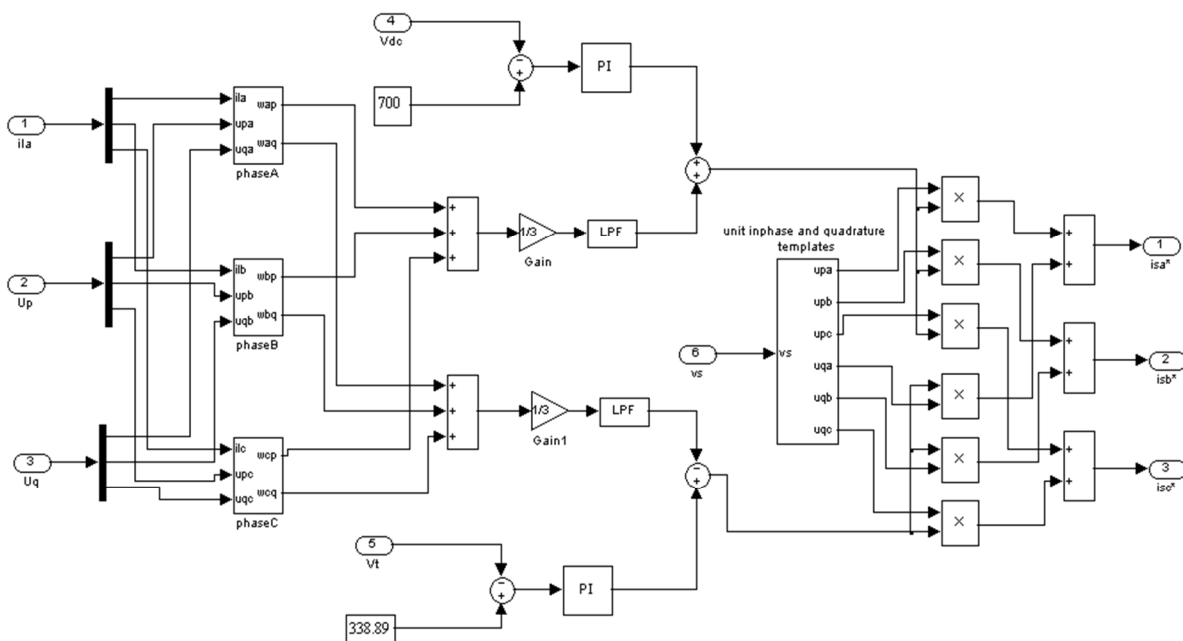 4
Vdc
−
+
PI
700
1
ila
ila
upa
uqa
wap
waq
phaseA
+
+
+
+
+
1/3
Gain
LPF
2
Up
ilb
upb
uqb
wbp
wbq
phaseB
unit inphase and quadrature
templates
vs
upa
upb
upc
uqa
uqb
uqc
6
vs
×
×
×
×
×
×
+
+
1
isa*
+
+
2
isb*
+
+
3
isc*
+
+
+
1/3
Gain1
LPF
−
+
3
Uq
ilc
upc
uqc
wcp
wcq
phaseC
5
Vt
−
+
PI
338.89